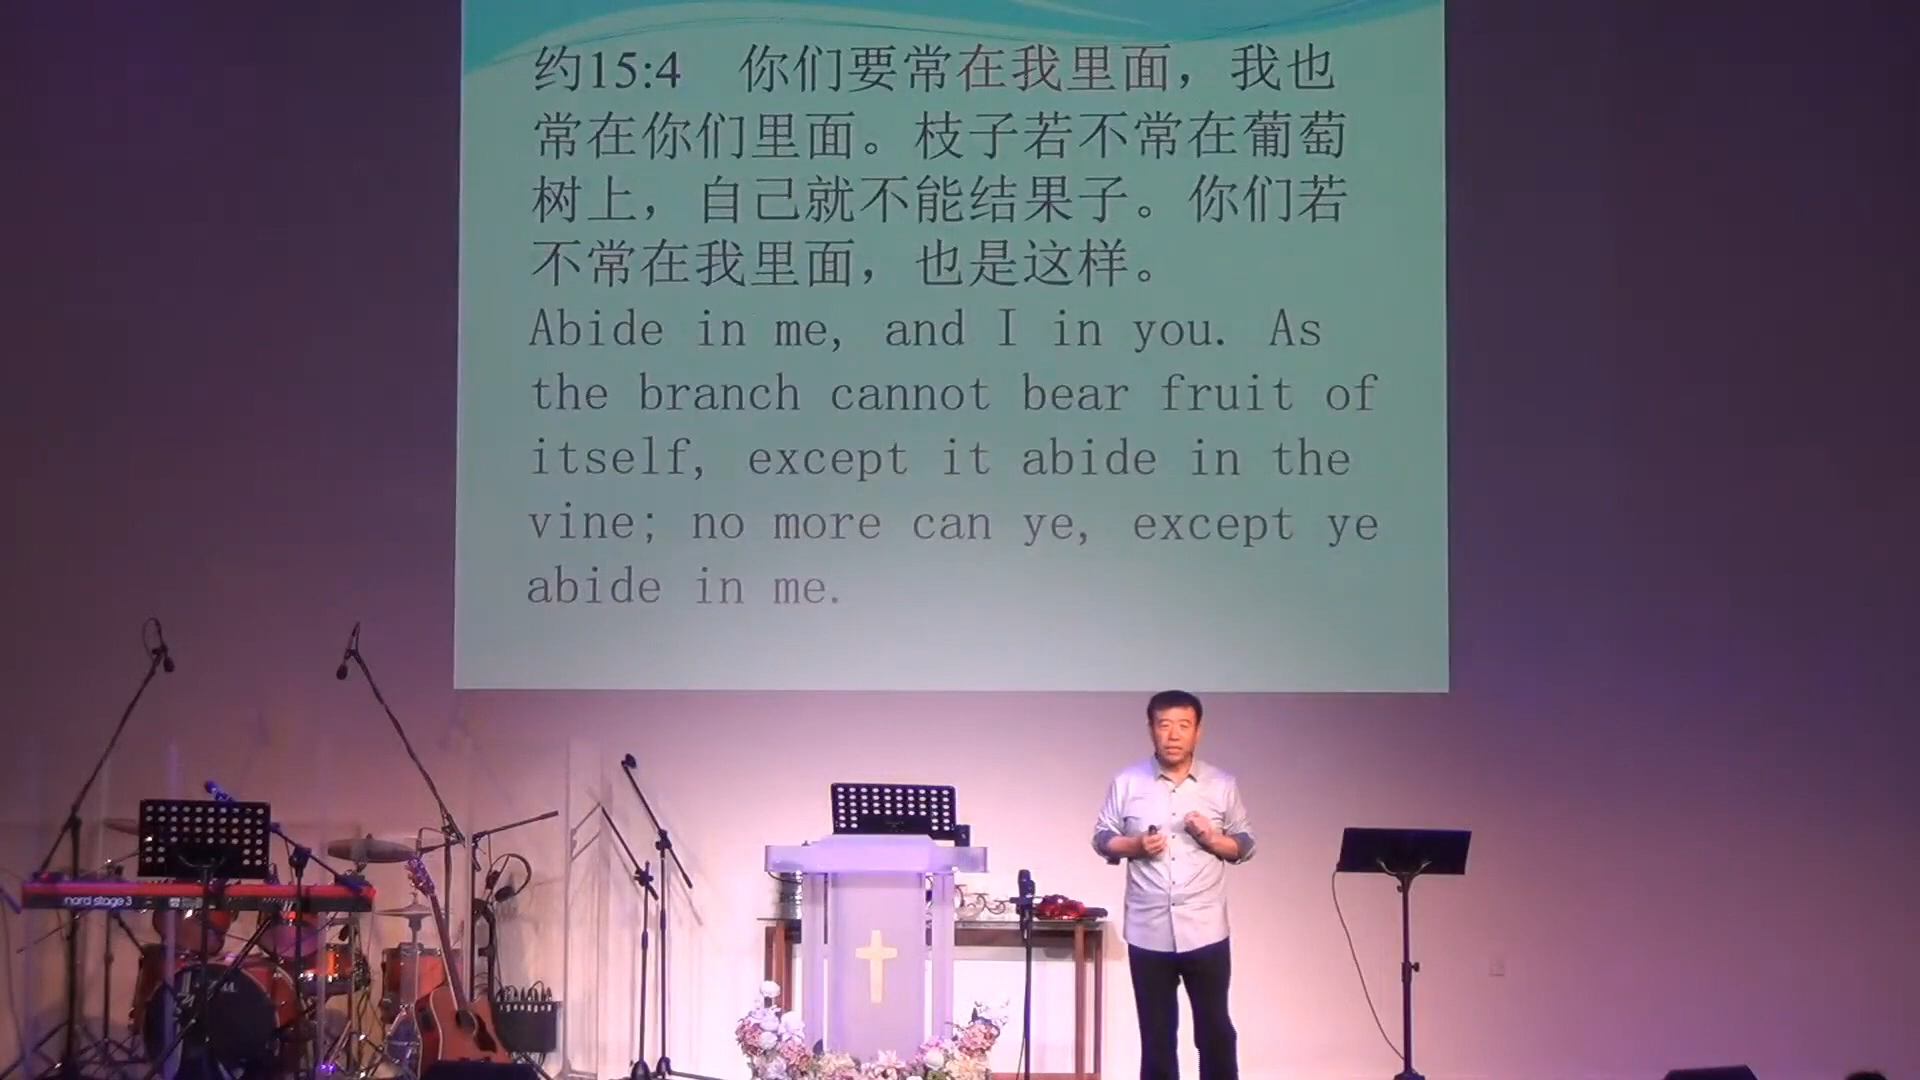 约15:4 你们要常在我里面，我也
常在你们里面。枝子若不常在葡萄
树上，自己就不能结果子。你们若
不常在我里面，也是这样。
Abide in me, and I in you. As
the branch cannot bear fruit of
itself, except it abide in the
vine; no more can ye, except ye
abide in me.
nord stage 3